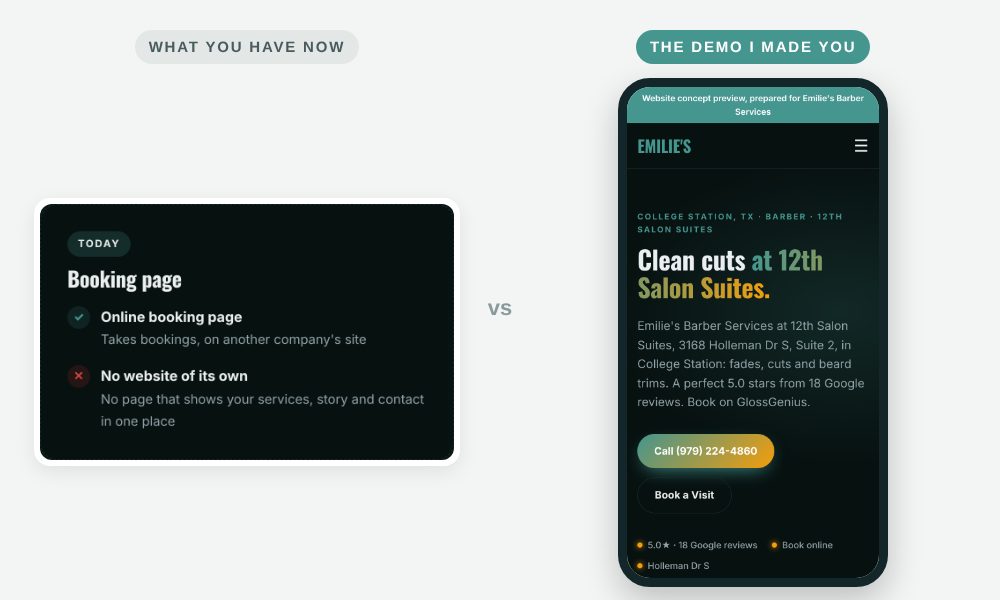 WHAT YOU HAVE NOW
TODAY
Booking page
Online booking page
Takes bookings, on another company's site
No website of its own
No page that shows your services, story and contact
in one place
vs
THE DEMO I MADE YOU
Website concept preview, prepared for Emilie's Barber
Services
EMILIE'S
COLLEGE STATION, TX · BARBER · 12TH
SALON SUITES
Clean cuts at 12th
Salon Suites.
Emilie's Barber Services at 12th Salon
Suites, 3168 Holleman Dr S, Suite 2, in
College Station: fades, cuts and beard
trims. A perfect 5.0 stars from 18 Google
reviews. Book on GlossGenius.
Call (979) 224-4860
Book a Visit
5.0★ · 18 Google reviews
Book online
Holleman Dr S